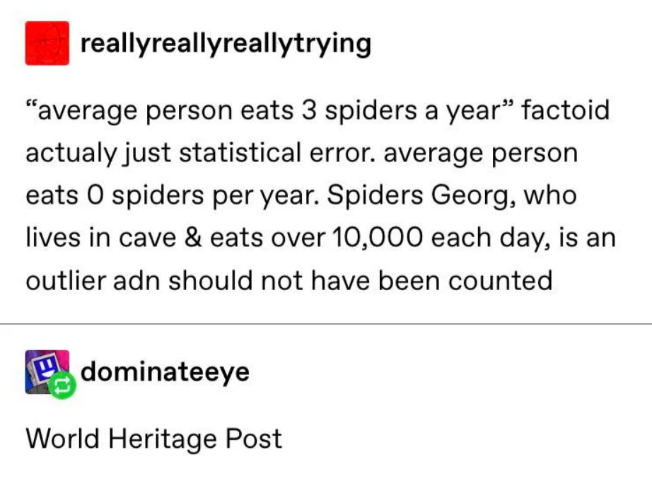 reallyreallyreallytrying
“average person eats 3 spiders a year” factoid
actualy just statistical error. average person
eats 0 spiders per year. Spiders Georg, who
lives in cave & eats over 10,000 each day, is an
outlier adn should not have been counted
dominateeye
World Heritage Post